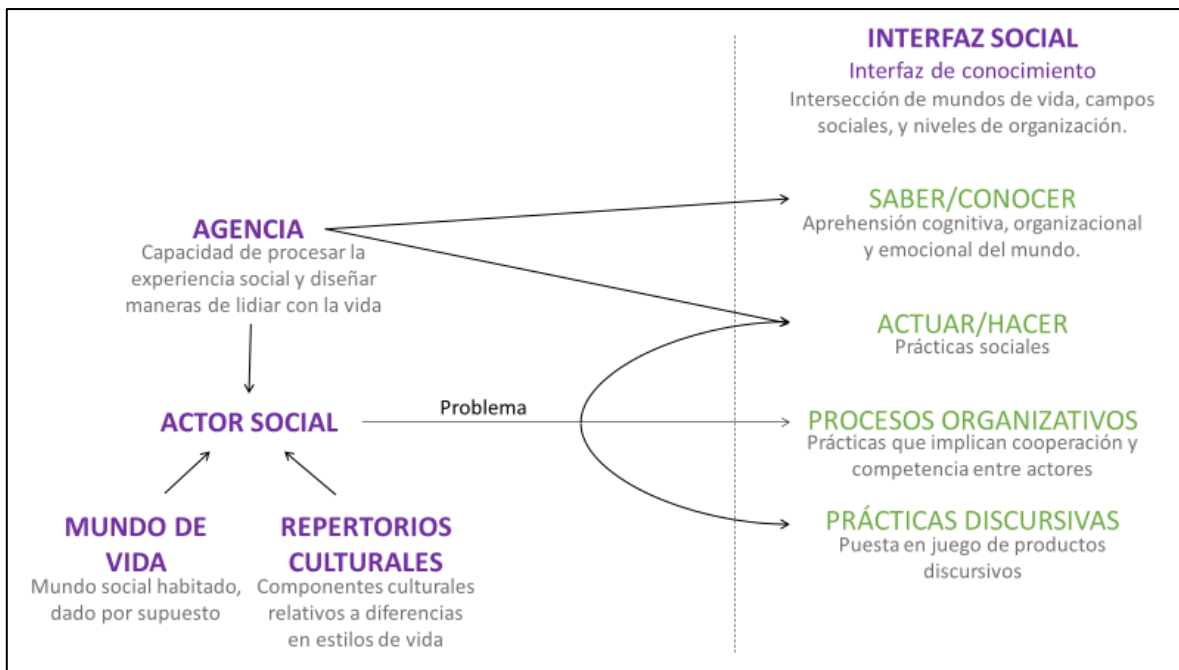 INTERFAZ SOCIAL
Interfaz de conocimiento
Intersección de mundos de vida, campos
sociales, y niveles de organización.
AGENCIA
Capacidad de procesar la
experiencia social y diseñar
maneras de lidiar con la vida
SABER/CONOCER
Aprehensión cognitiva, organizacional
y emocional del mundo.
ACTUAR/HACER
Prácticas sociales
ACTOR SOCIAL
Problema
PROCESOS ORGANIZATIVOS
Prácticas que implican cooperación y
competencia entre actores
MUNDO DE
VIDA
Mundo social habitado,
dado por supuesto
REPERTORIOS
CULTURALES
Componentes culturales
relativos a diferencias
en estilos de vida
PRÁCTICAS DISCURSIVAS
Puesta en juego de productos
discursivos